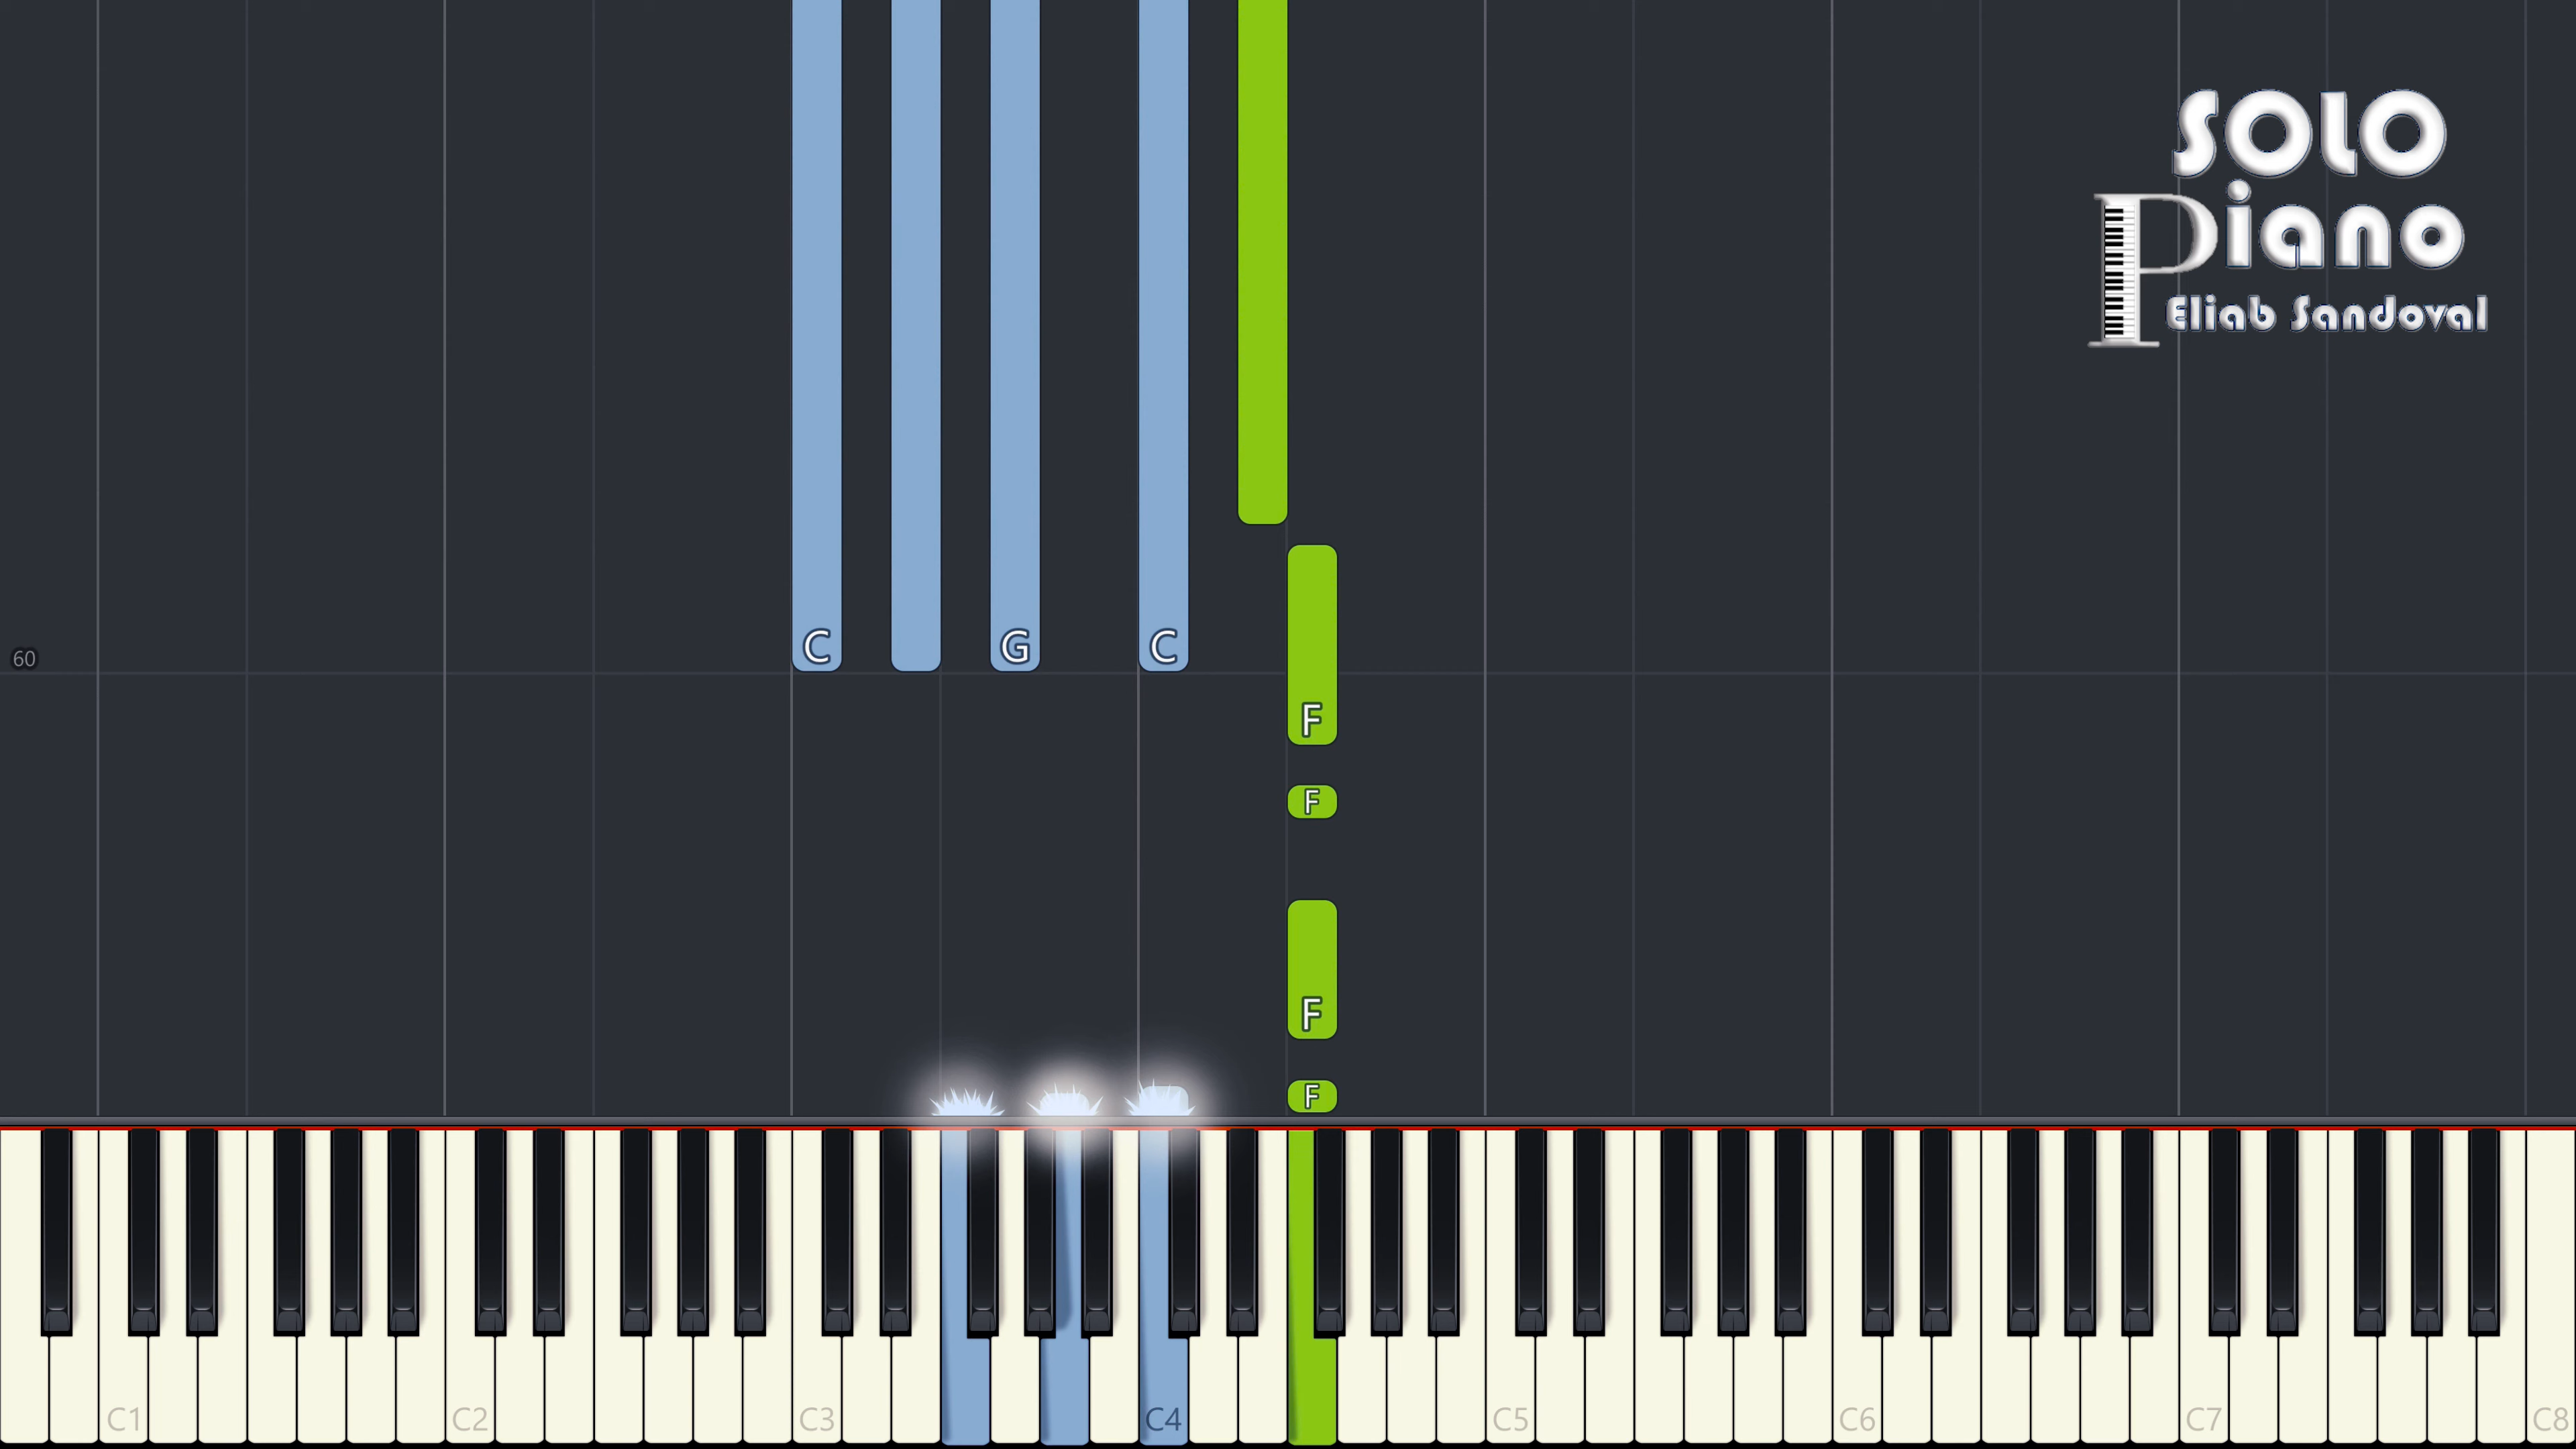 SOLO
Piano
Eliab Sandoval
C G C
60
F
F
F
F
C1 C2 C3 C4 C5 C6 C7 C8